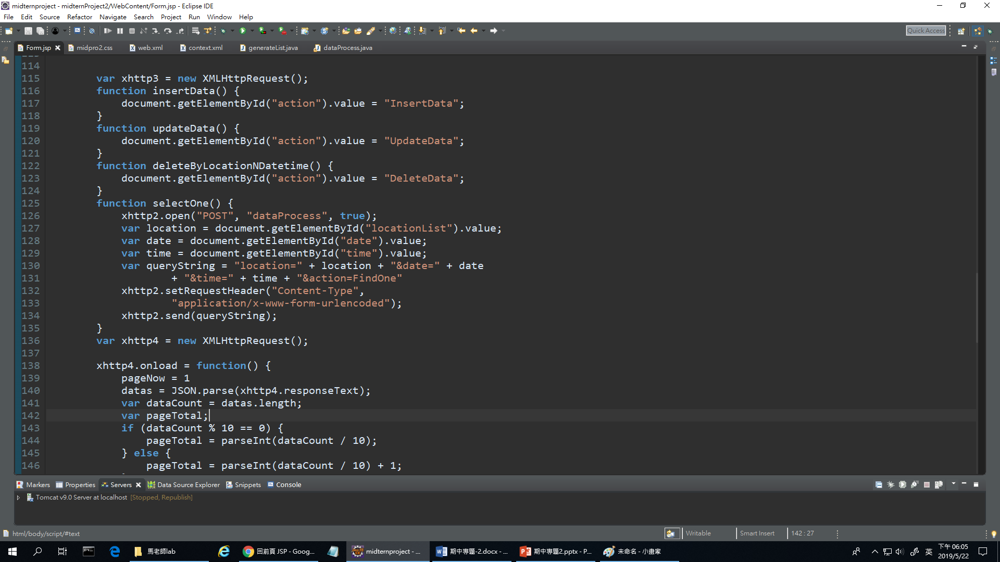 midternproject - midternProject2/WebContent/Form.jsp - Eclipse IDE
File Edit Source Refactor Navigate Search Project Run Window Help
Quick Access
Form.jsp midpro2.css web.xml context.xml generateList.java dataProcess.java
114
115 var xhttp3 = new XMLHttpRequest();
116 function insertData() {
117 document.getElementById("action").value = "InsertData";
118 }
119 function updateData() {
120 document.getElementById("action").value = "UpdateData";
121 }
122 function deleteByLocationNDatetime() {
123 document.getElementById("action").value = "DeleteData";
124 }
125 function selectOne() {
126 xhttp2.open("POST", "dataProcess", true);
127 var location = document.getElementById("locationList").value;
128 var date = document.getElementById("date").value;
129 var time = document.getElementById("time").value;
130 var queryString = "location=" + location + "&date=" + date
131 + "&time=" + time + "&action=FindOne"
132 xhttp2.setRequestHeader("Content-Type",
133 "application/x-www-form-urlencoded");
134 xhttp2.send(queryString);
135 }
136 var xhttp4 = new XMLHttpRequest();
137
138 xhttp4.onload = function() {
139 pageNow = 1
140 datas = JSON.parse(xhttp4.responseText);
141 var dataCount = datas.length;
142 var pageTotal;
143 if (dataCount % 10 == 0) {
144 pageTotal = parseInt(dataCount / 10);
145 } else {
146 pageTotal = parseInt(dataCount / 10) + 1;
Markers Properties Servers Data Source Explorer Snippets Console
Tomcat v9.0 Server at localhost [Stopped, Republish]
html/body/script/#text Writable Smart Insert 142 : 27
馬老師lab 回前頁 JSP - Goog... midternproject - ... 期中專題-2.docx - ... 期中專題2.pptx - P... 未命名 - 小畫家 英 下午 06:05
2019/5/22